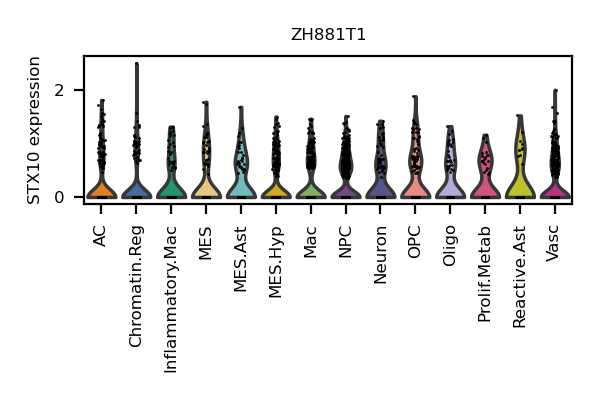 ZH881T1
STX10 expression
2
0
AC
Chromatin.Reg
Inflammatory.Mac
MES
MES.Ast
MES.Hyp
Mac
NPC
Neuron
OPC
Oligo
Prolif.Metab
Reactive.Ast
Vasc